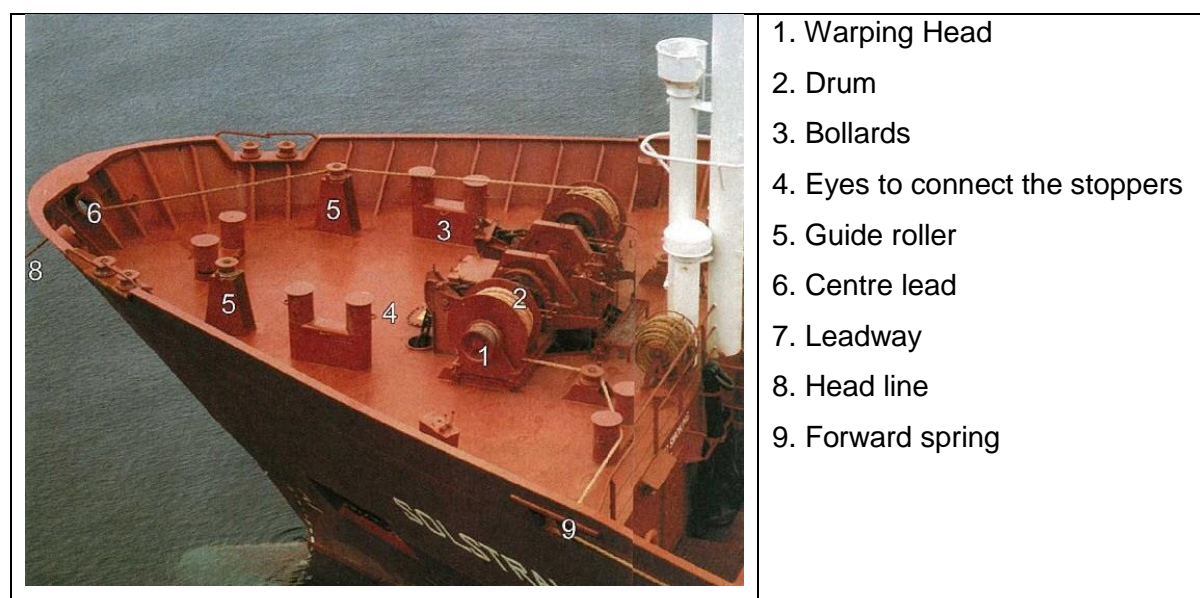 1. Warping Head
2. Drum
3. Bollards
4. Eyes to connect the stoppers
5. Guide roller
6. Centre lead
7. Leadway
8. Head line
9. Forward spring
6
5
3
8
5
4
2
1
SOLSTRA
9